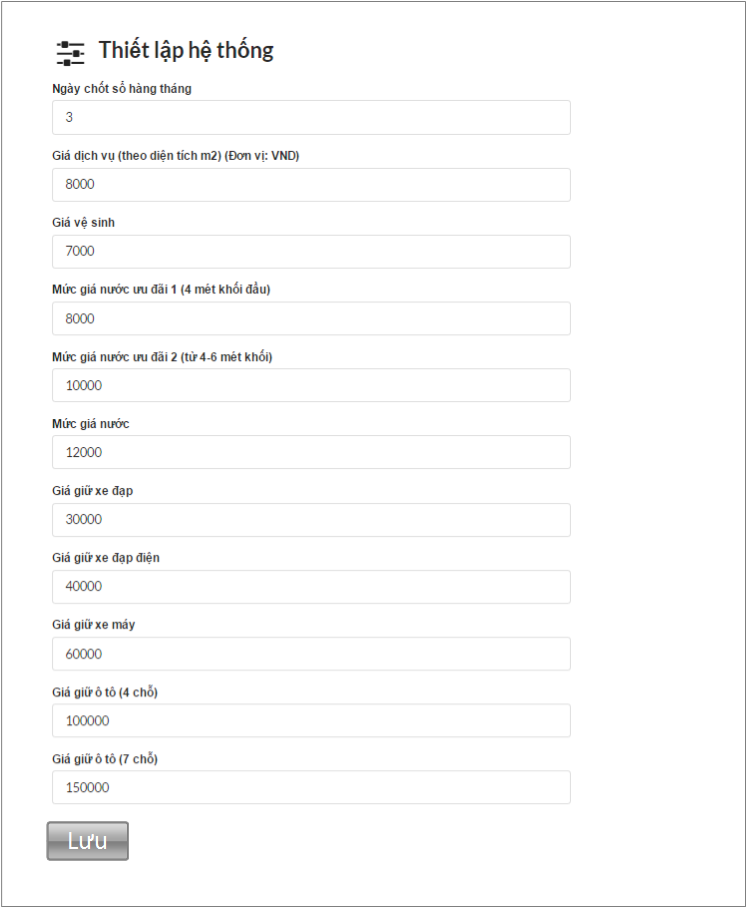 Thiết lập hệ thống
Ngày chốt sổ hàng tháng
3
Giá dịch vụ (theo diện tích m2) (Đơn vị: VND)
8000
Giá vệ sinh
7000
Mức giá nước ưu đãi 1 (4 mét khối đầu)
8000
Mức giá nước ưu đãi 2 (từ 4-6 mét khối)
10000
Mức giá nước
12000
Giá giữ xe đạp
30000
Giá giữ xe đạp điện
40000
Giá giữ xe máy
60000
Giá giữ ô tô (4 chỗ)
100000
Giá giữ ô tô (7 chỗ)
150000
Lưu